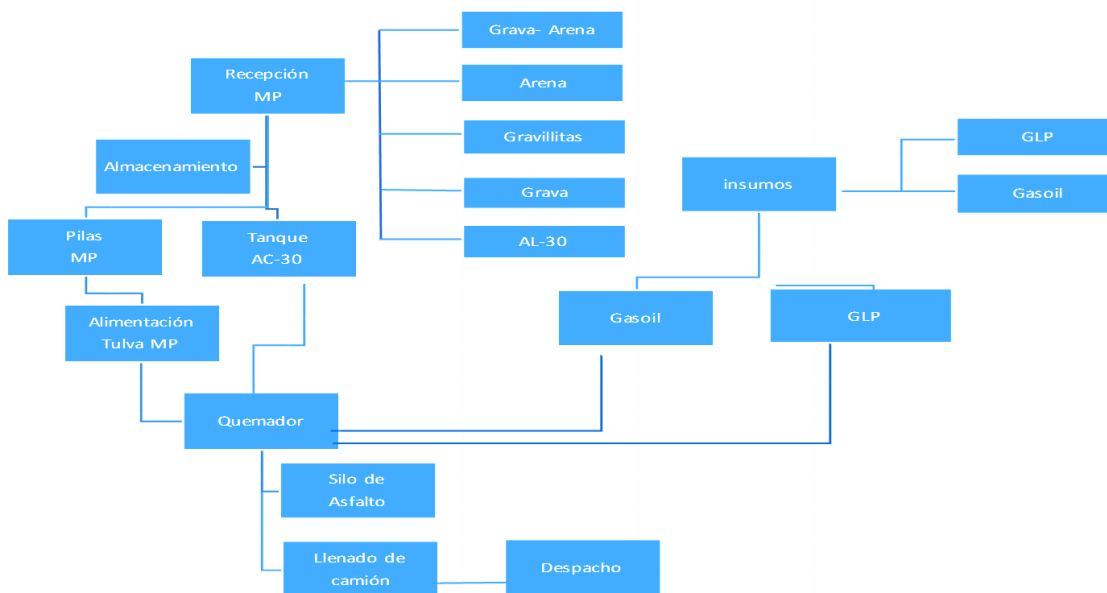 Grava- Arena
Recepción
MP
Arena
Gravillitas
Almacenamiento
Grava
AL-30
Pilas
MP
Tanque
AC-30
Alimentación
Tulva MP
Quemador
Silo de
Asfalto
Llenado de
camión
Despacho
insumos
GLP
Gasoil
Gasoil
GLP